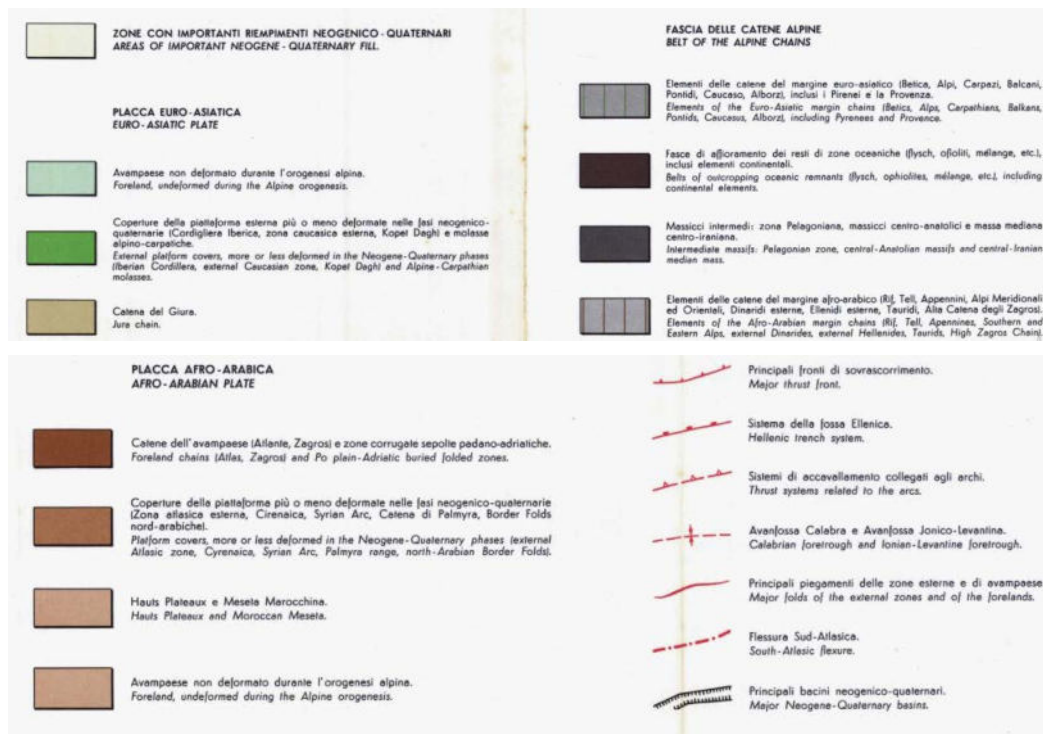 ZONE CON IMPORTANTI RIEMPIMENTI NEOGENICO-QUATERNARI
AREAS OF IMPORTANT NEOGENE-QUATERNARY FILL.
PLACCA EURO-ASIATICA
EURO-ASIATIC PLATE
Avampaese non deformato durante l'orogenesi alpina.
Foreland, undeformed during the Alpine orogenesis.
Coperture della piattaforma esterna più o meno deformate nelle fasi neogenico-
quaternarie (Cordigliera Iberica, zona caucasica esterna, Kopet Dagh) e molasse
alpino-carpatiche.
External platform covers, more or less deformed in the Neogene-Quaternary phases
(Iberian Cordillera, external Caucasian zone, Kopet Dagh) and Alpine-Carpathian
molasses.
Catena del Giura.
Jura chain.
FASCIA DELLE CATENE ALPINE
BELT OF THE ALPINE CHAINS
Elementi delle catene del margine euro-asiatico (Betica, Alpi, Carpazi, Balcani,
Pontidi, Caucaso, Alborz), inclusi i Pirenei e la Provenza.
Elements of the Euro-Asiatic margin chains (Betics, Alps, Carpathians, Balkans,
Pontids, Caucasus, Alborz), including Pyrenees and Provence.
Fasce di affioramento dei resti di zone oceaniche (flysch, ofioliti, mélange, etc.),
inclusi elementi continentali.
Belts of outcropping oceanic remnants (flysch, ophiolites, mélange, etc.), including
continental elements.
Massicci intermedi: zona Pelagoniana, massicci centro-anatolici e massa mediana
centro-iraniana.
Intermediate massifs: Pelagonian zone, central-Anatolian massifs and central-Iranian
median mass.
Elementi delle catene del margine afro-arabico (Rif, Tell, Appennini, Alpi Meridionali
ed Orientali, Dinaridi esterne, Ellenidi esterne, Tauridi, Alta Catena degli Zagros).
Elements of the Afro-Arabian margin chains (Rif, Tell, Apennines, Southern and
Eastern Alps, external Dinarides, external Hellenides, Taurids, High Zagros Chain).
PLACCA AFRO-ARABICA
AFRO-ARABIAN PLATE
Catene dell'avampaese (Atlante, Zagros) e zone corrugate sepolte padano-adriatiche.
Foreland chains (Atlas, Zagros) and Po plain-Adriatic buried folded zones.
Coperture della piattaforma più o meno deformate nelle fasi neogenico-quaternarie
(Zona atlasica esterna, Cirenaica, Syrian Arc, Catena di Palmyra, Border Folds
nord-arabiche).
Platform covers, more or less deformed in the Neogene-Quaternary phases (external
Atlasic zone, Cyrenaica, Syrian Arc, Palmyra range, north-Arabian Border Folds).
Hauts Plateaux e Meseta Marocchina.
Hauts Plateaux and Moroccan Meseta.
Avampaese non deformato durante l'orogenesi alpina.
Foreland, undeformed during the Alpine orogenesis.
Principali fronti di sovrascorrimento.
Major thrust front.
Sistema della fossa Ellenica.
Hellenic trench system.
Sistemi di accavallamento collegati agli archi.
Thrust systems related to the arcs.
Avanfossa Calabra e Avanfossa Jonico-Levantina.
Calabrian foretrough and Ionian-Levantine foretrough.
Principali piegamenti delle zone esterne e di avampaese
Major folds of the external zones and of the forelands.
Flessura Sud-Atlasica.
South-Atlasic flexure.
Principali bacini neogenico-quaternari.
Major Neogene-Quaternary basins.